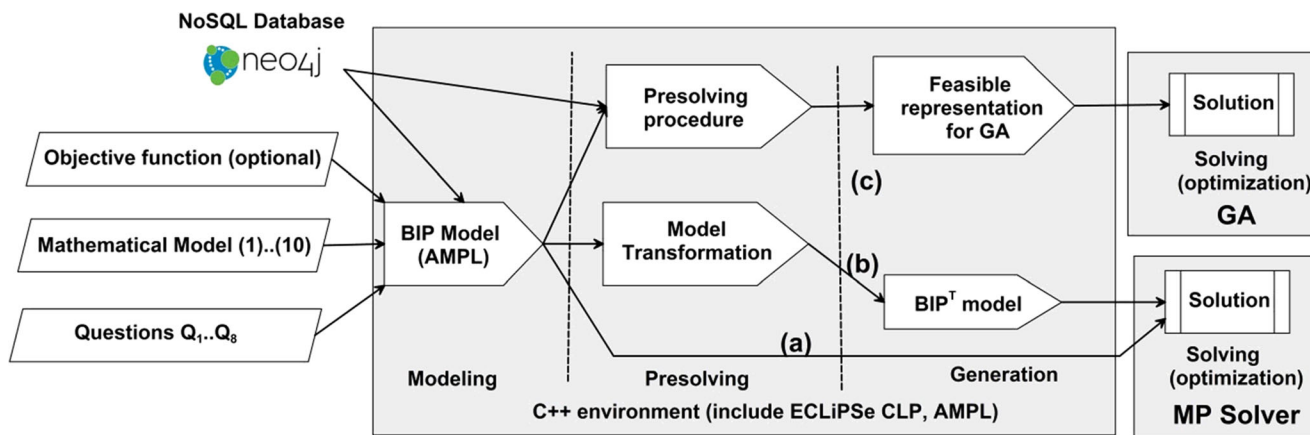 NoSQL Database
neo4j
Objective function (optional)
Mathematical Model (1)..(10)
Questions Q₁..Q₈
BIP Model
(AMPL)
Presolving
procedure
Model
Transformation
Feasible
representation
for GA
BIPᵀ model
(c)
(b)
(a)
Modeling
Presolving
Generation
C++ environment (include ECLiPSe CLP, AMPL)
Solution
Solving
(optimization)
GA
Solution
Solving
(optimization)
MP Solver